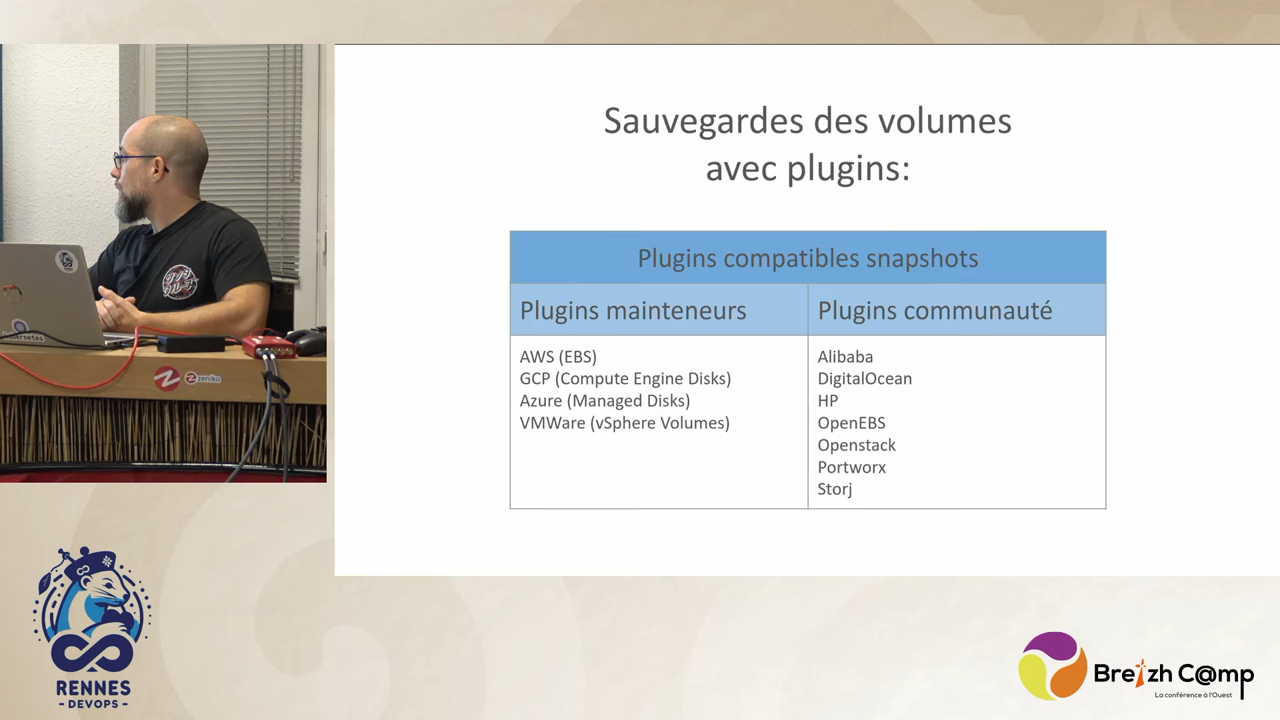 Sauvegardes des volumes
avec plugins:
Plugins compatibles snapshots
Plugins mainteneurs
Plugins communauté
AWS (EBS)
GCP (Compute Engine Disks)
Azure (Managed Disks)
VMWare (vSphere Volumes)
Alibaba
DigitalOcean
HP
OpenEBS
Openstack
Portworx
Storj
zenika
RENNES
- DEVOPS -
Breizh C@mp
La conférence à l'Ouest